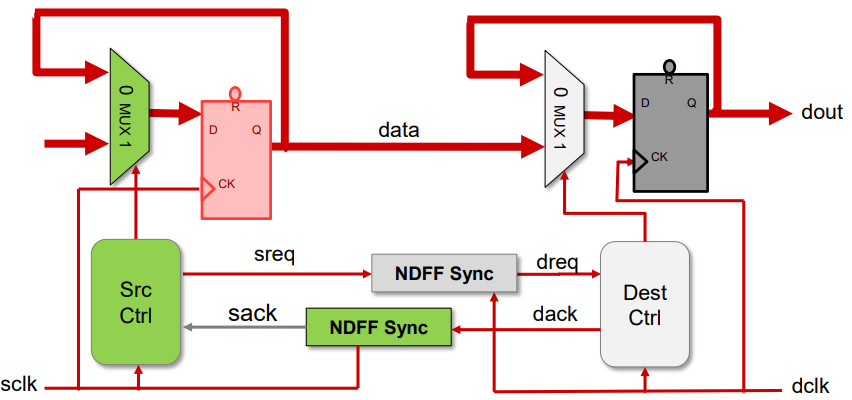 0 MUX 1
R
D
Q
CK
data
0 MUX 1
R
D
Q
CK
dout
Src
Ctrl
sreq
NDFF Sync
dreq
Dest
Ctrl
sack
NDFF Sync
dack
sclk
dclk